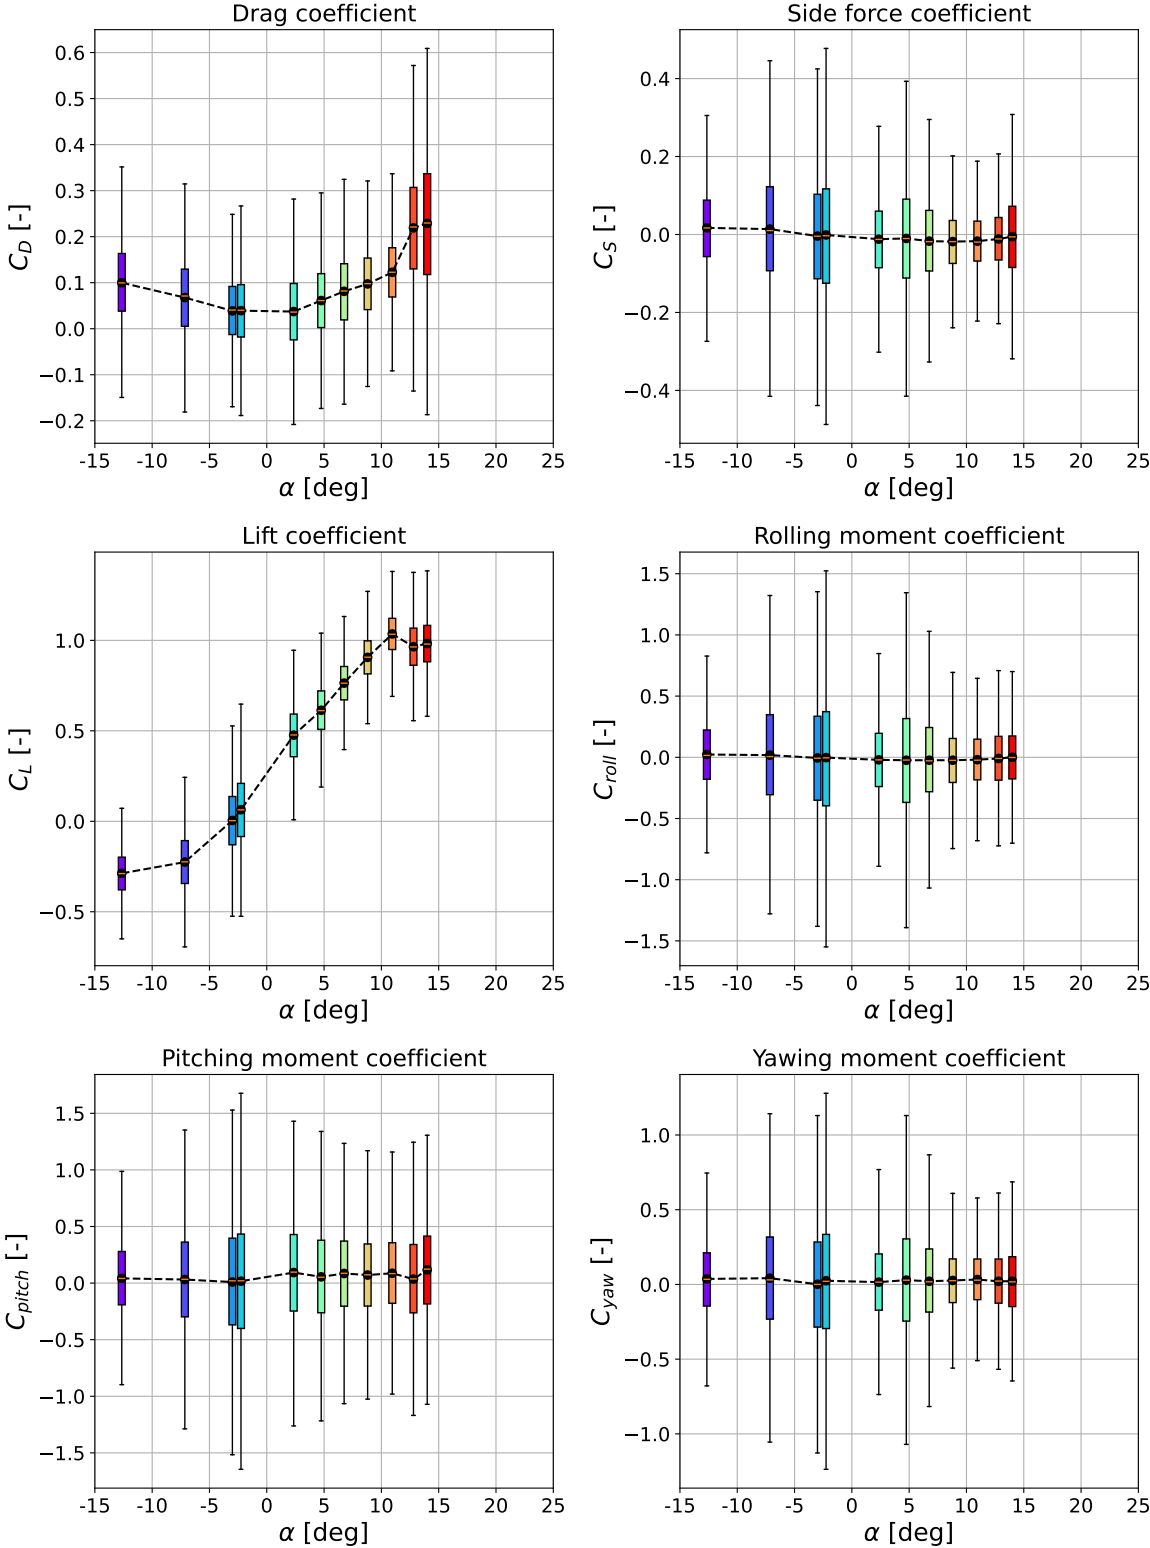 Drag coefficient
0.6
0.5
0.4
0.3
0.2
0.1
0.0
−0.1
−0.2
C_D [-]
-15 -10 -5 0 5 10 15 20 25
α [deg]
Side force coefficient
0.4
0.2
0.0
−0.2
−0.4
C_S [-]
-15 -10 -5 0 5 10 15 20 25
α [deg]
Lift coefficient
1.0
0.5
0.0
−0.5
C_L [-]
-15 -10 -5 0 5 10 15 20 25
α [deg]
Rolling moment coefficient
1.5
1.0
0.5
0.0
−0.5
−1.0
−1.5
C_roll [-]
-15 -10 -5 0 5 10 15 20 25
α [deg]
Pitching moment coefficient
1.5
1.0
0.5
0.0
−0.5
−1.0
−1.5
C_pitch [-]
-15 -10 -5 0 5 10 15 20 25
α [deg]
Yawing moment coefficient
1.0
0.5
0.0
−0.5
−1.0
C_yaw [-]
-15 -10 -5 0 5 10 15 20 25
α [deg]